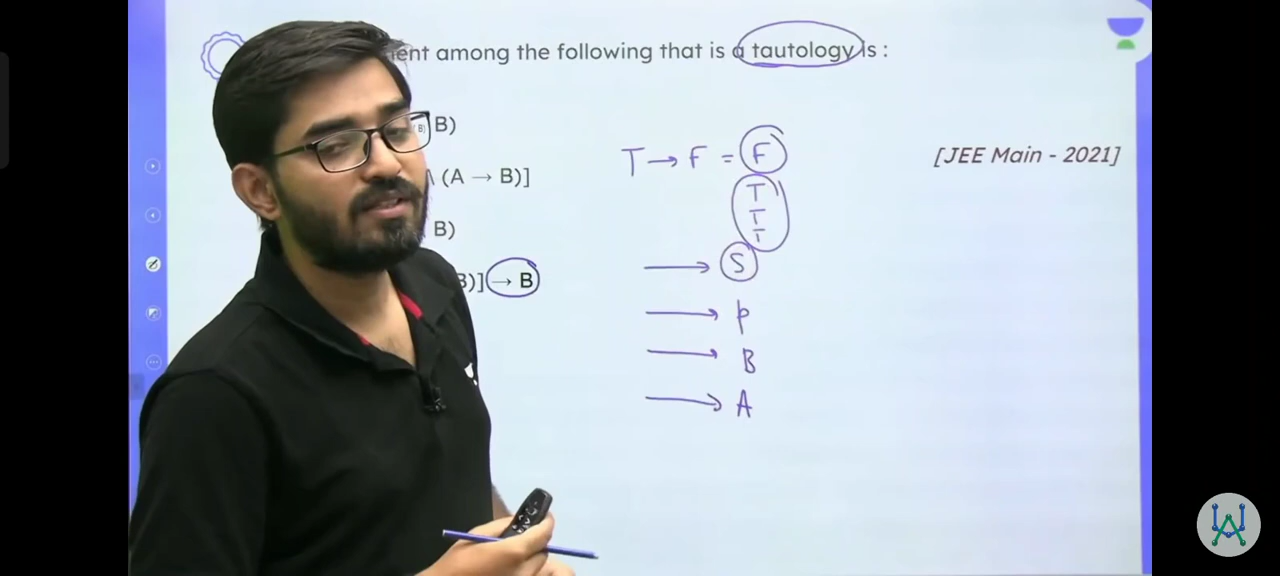 ent among the following that is a tautology is :
B)
T → F = F
[JEE Main - 2021]
∧ (A → B)]
T
T
B)
T
→ S
B)] → B
→ p
→ B
→ A